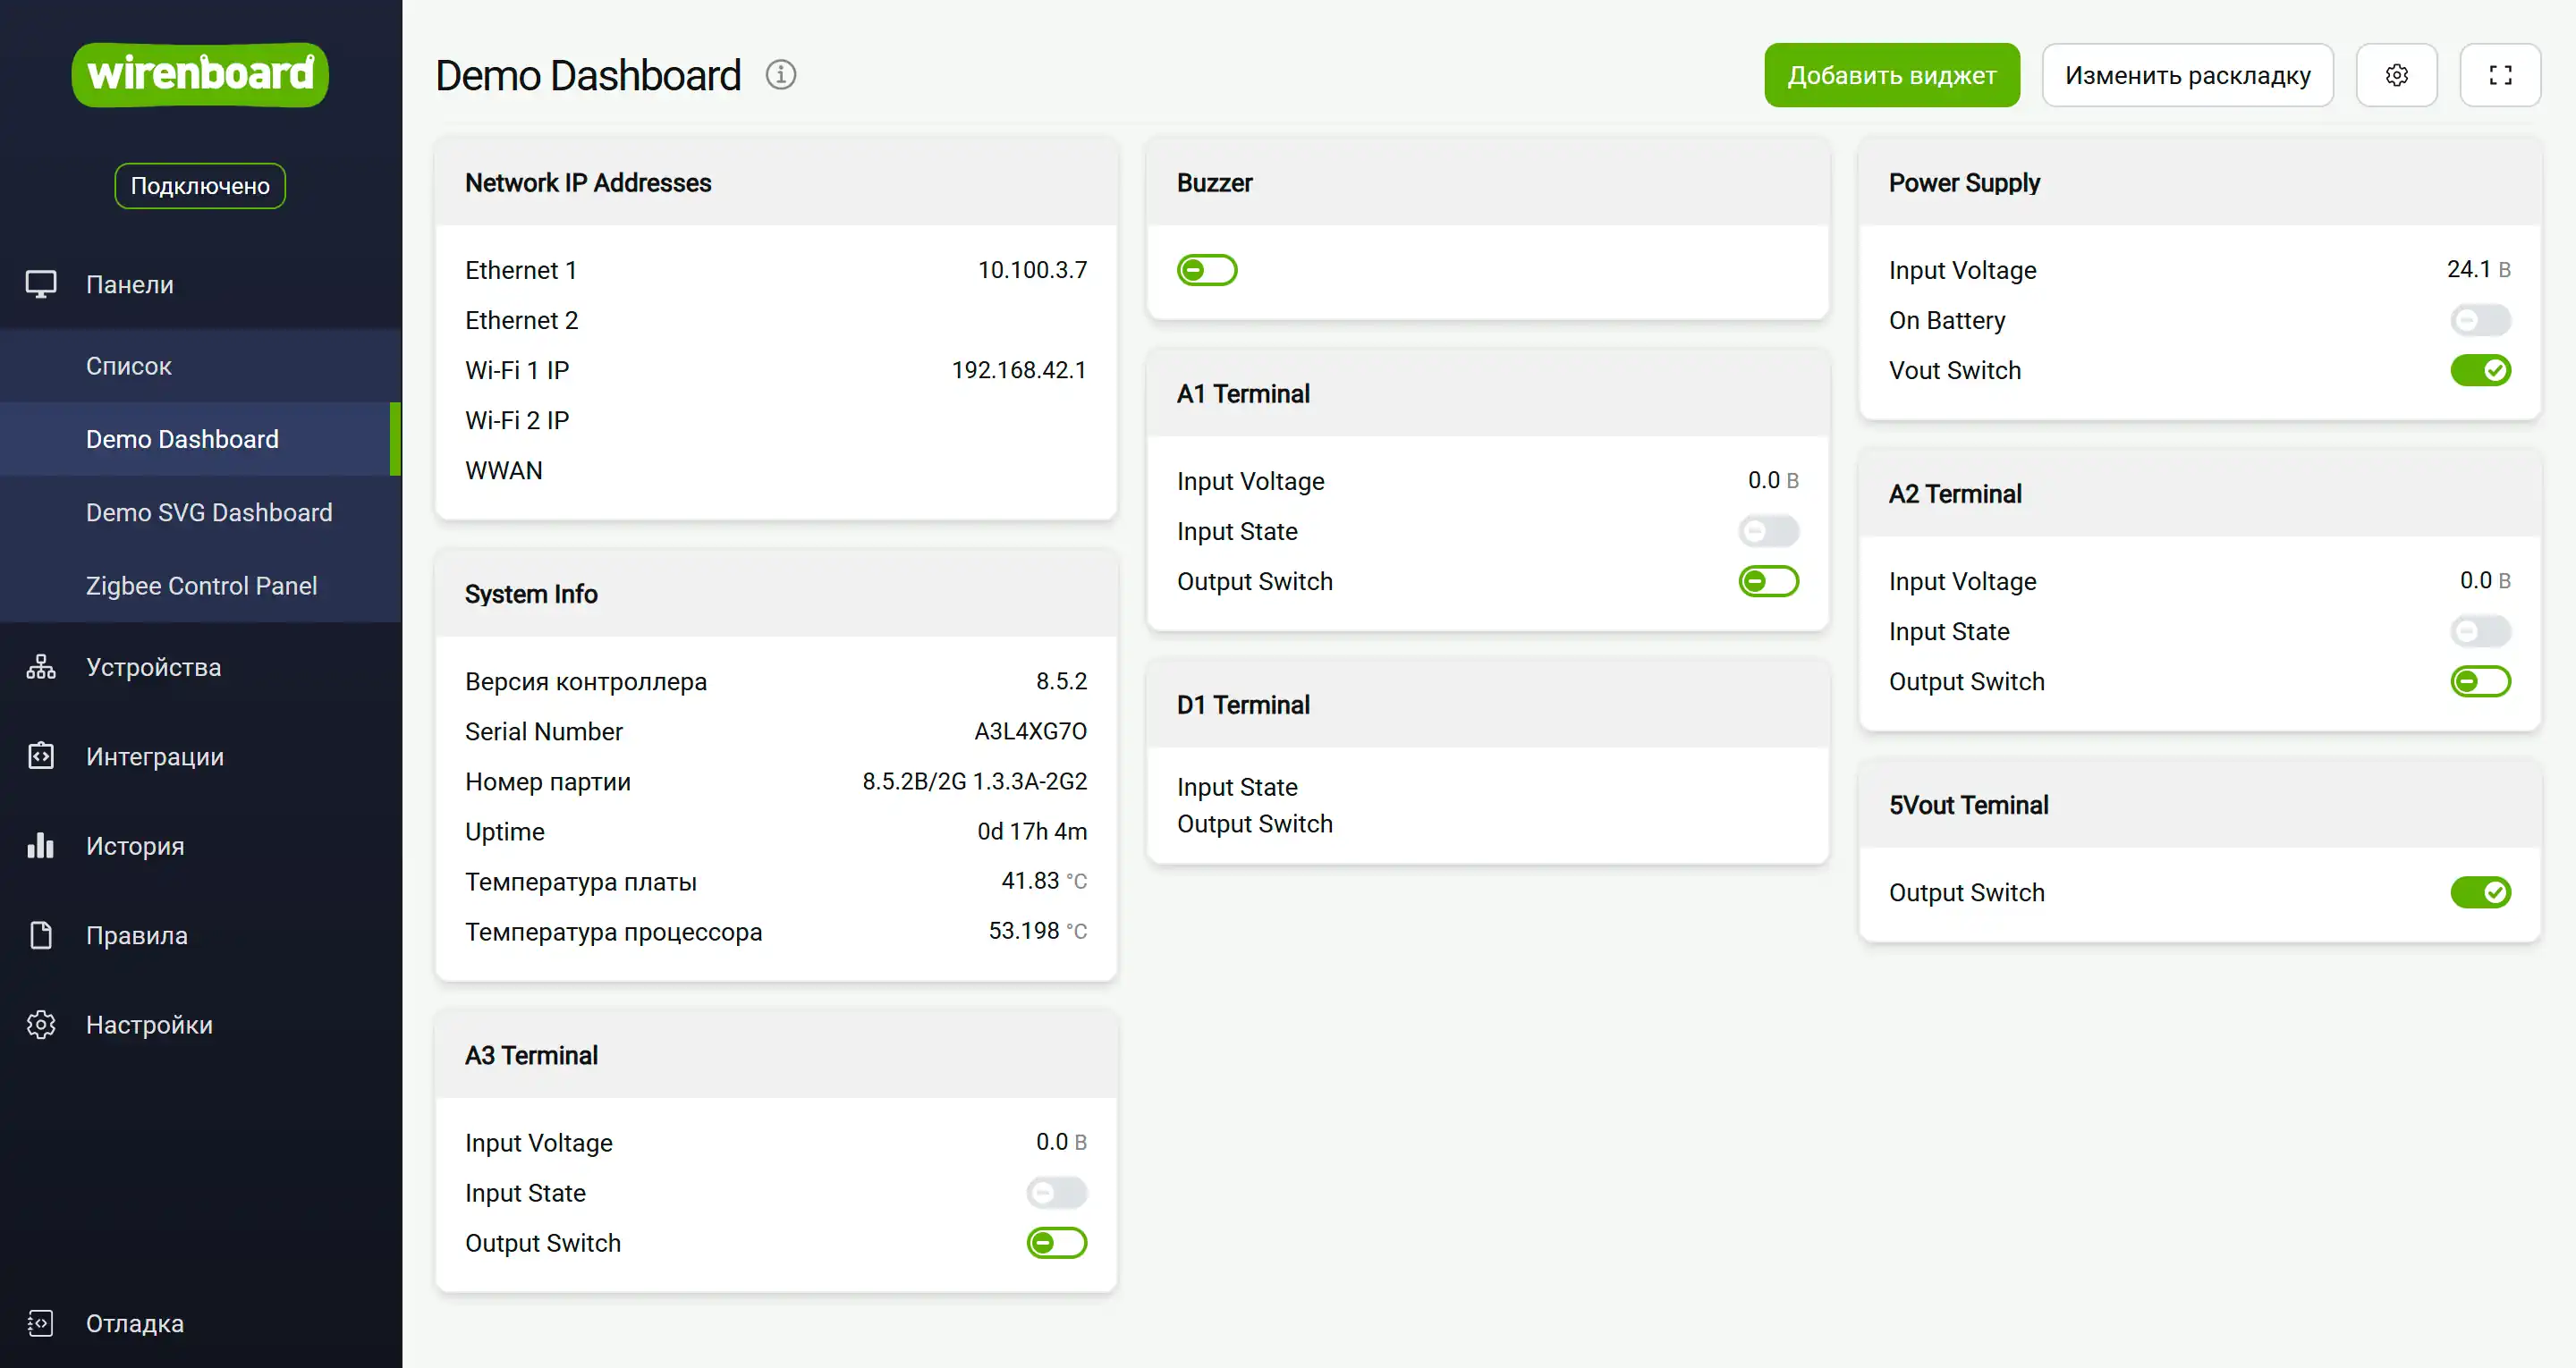 wirenboard
Подключено
Панели
Список
Demo Dashboard
Demo SVG Dashboard
Zigbee Control Panel
Устройства
Интеграции
История
Правила
Настройки
Отладка
Demo Dashboard
Добавить виджет
Изменить раскладку
Network IP Addresses
Ethernet 1 10.100.3.7
Ethernet 2
Wi-Fi 1 IP 192.168.42.1
Wi-Fi 2 IP
WWAN
System Info
Версия контроллера 8.5.2
Serial Number A3L4XG7O
Номер партии 8.5.2B/2G 1.3.3A-2G2
Uptime 0d 17h 4m
Температура платы 41.83 °C
Температура процессора 53.198 °C
A3 Terminal
Input Voltage 0.0 В
Input State
Output Switch
Buzzer
A1 Terminal
Input Voltage 0.0 В
Input State
Output Switch
D1 Terminal
Input State
Output Switch
Power Supply
Input Voltage 24.1 В
On Battery
Vout Switch
A2 Terminal
Input Voltage 0.0 В
Input State
Output Switch
5Vout Teminal
Output Switch